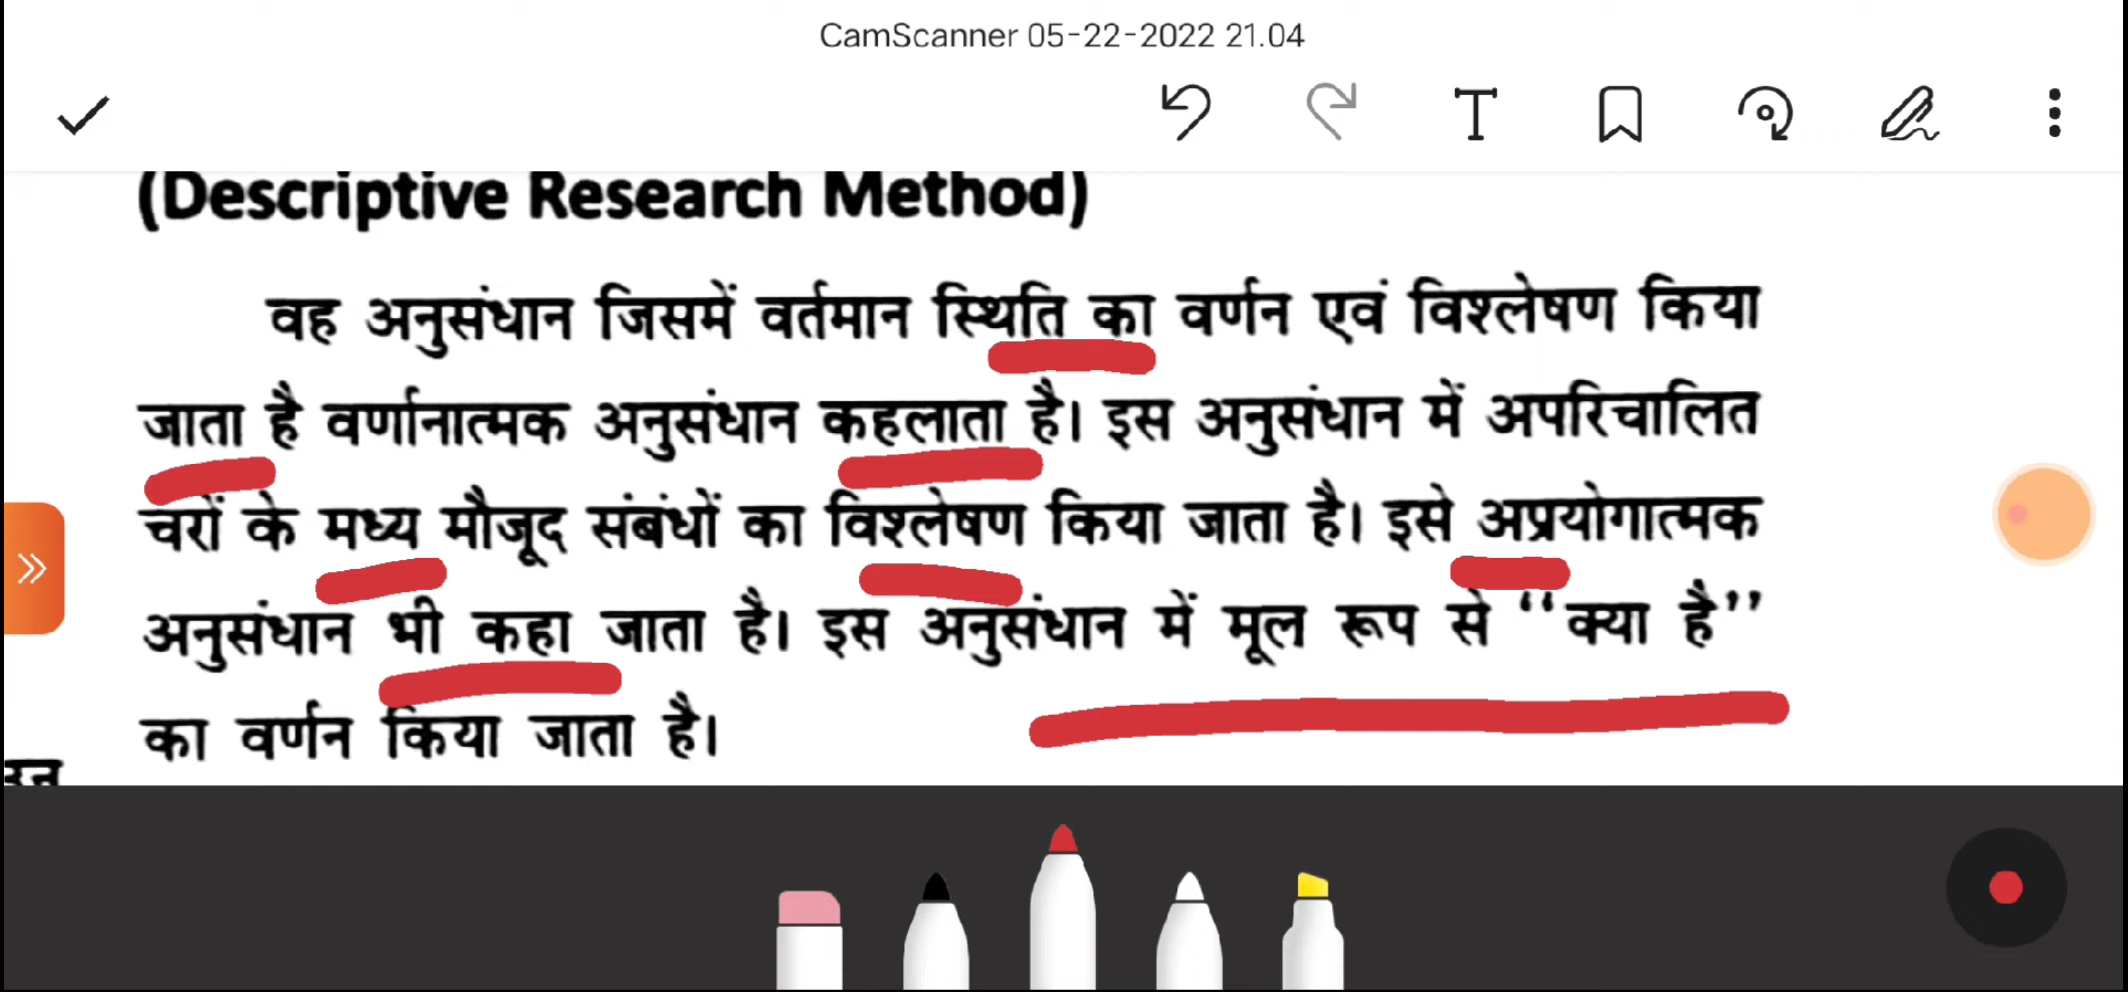 CamScanner 05-22-2022 21.04
(Descriptive Research Method)
वह अनुसंधान जिसमें वर्तमान स्थिति का वर्णन एवं विश्लेषण किया
जाता है वर्णानात्मक अनुसंधान कहलाता है। इस अनुसंधान में अपरिचालित
चरों के मध्य मौजूद संबंधों का विश्लेषण किया जाता है। इसे अप्रयोगात्मक
अनुसंधान भी कहा जाता है। इस अनुसंधान में मूल रूप से ‘‘क्या है’’
का वर्णन किया जाता है।